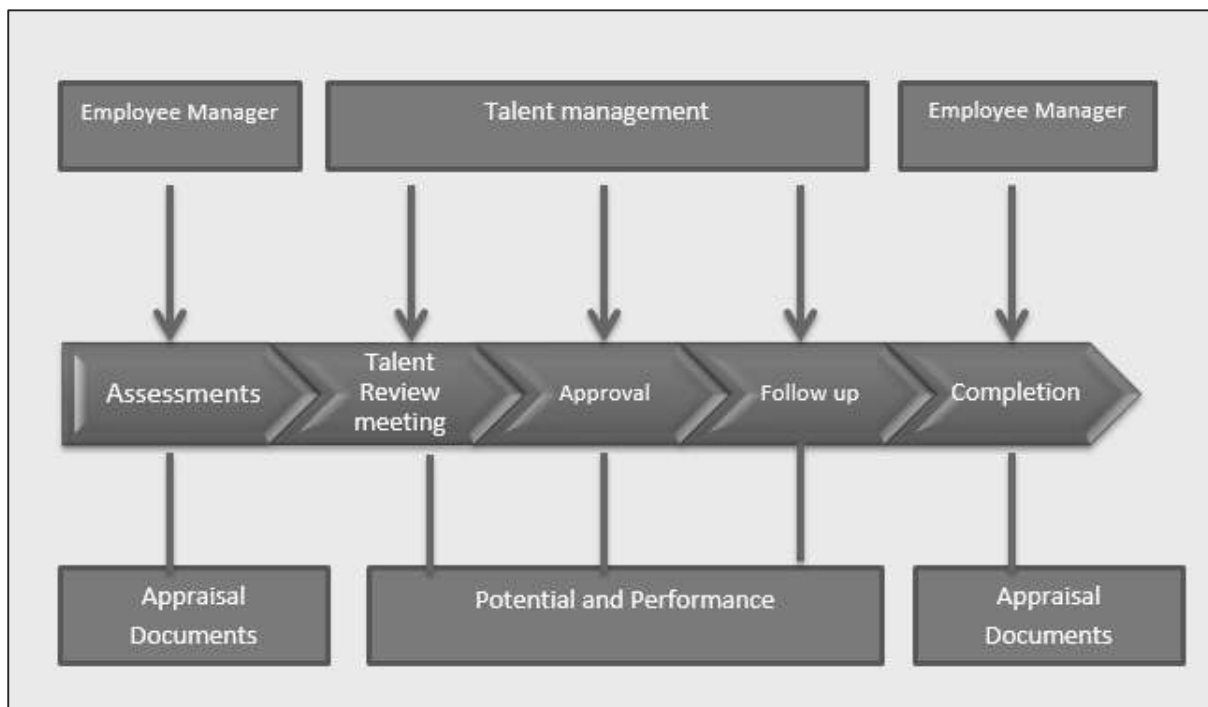 Employee Manager
Talent management
Employee Manager
Assessments
Talent
Review
meeting
Approval
Follow up
Completion
Appraisal
Documents
Potential and Performance
Appraisal
Documents